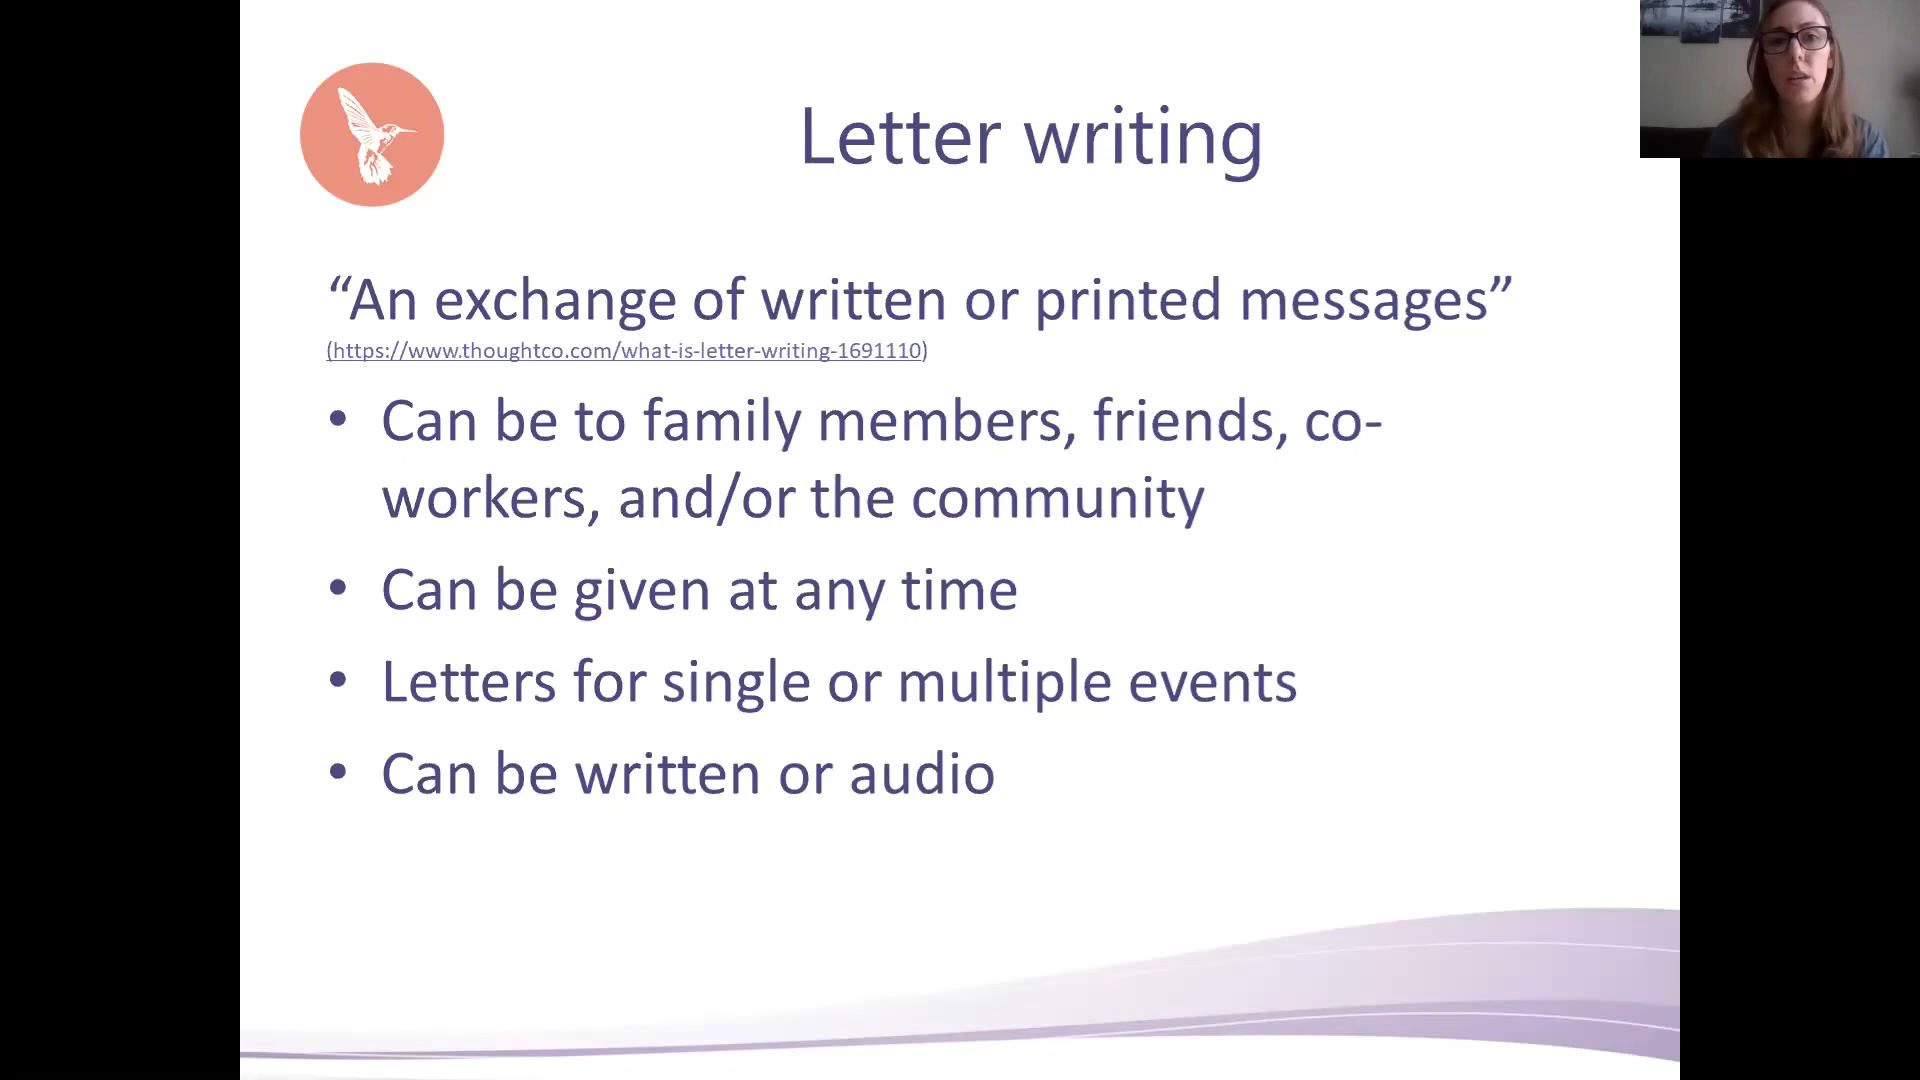 Letter writing
“An exchange of written or printed messages”
(https://www.thoughtco.com/what-is-letter-writing-1691110)
• Can be to family members, friends, co-
workers, and/or the community
• Can be given at any time
• Letters for single or multiple events
• Can be written or audio